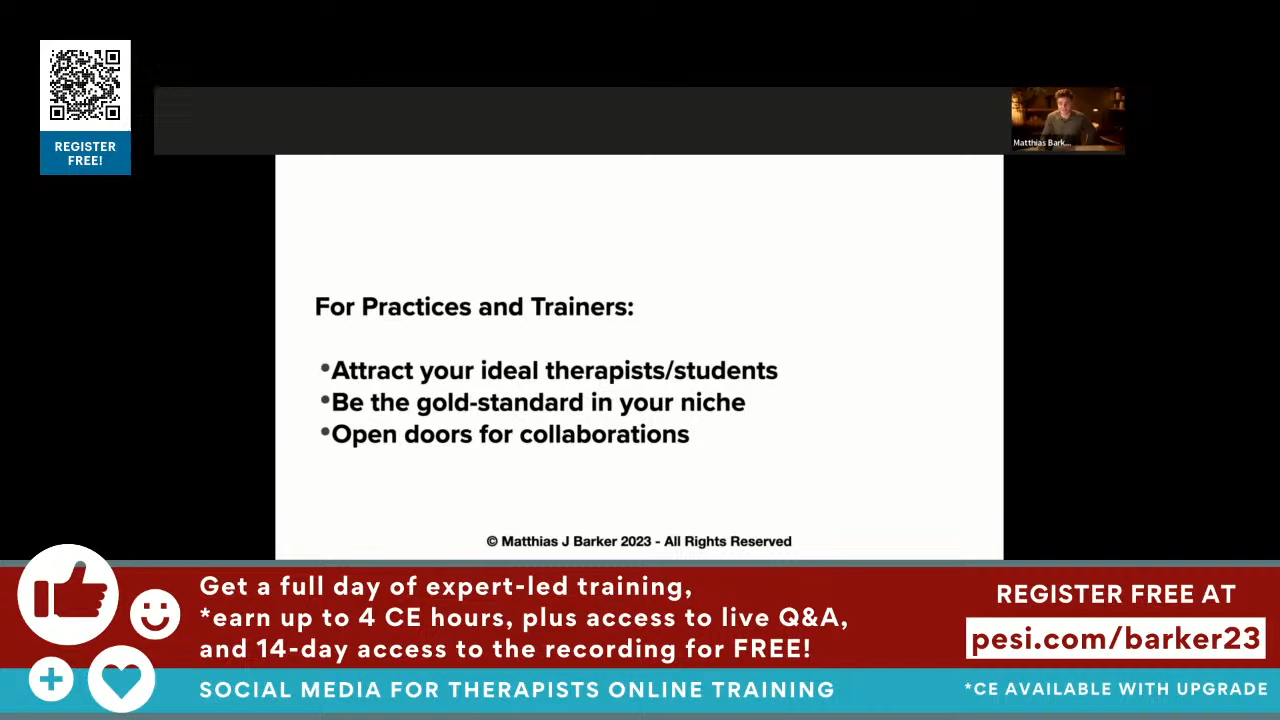 REGISTER
FREE!
Matthias Bark...
For Practices and Trainers:
•Attract your ideal therapists/students
•Be the gold-standard in your niche
•Open doors for collaborations
© Matthias J Barker 2023 - All Rights Reserved
Get a full day of expert-led training,
*earn up to 4 CE hours, plus access to live Q&A,
and 14-day access to the recording for FREE!
REGISTER FREE AT
pesi.com/barker23
SOCIAL MEDIA FOR THERAPISTS ONLINE TRAINING
*CE AVAILABLE WITH UPGRADE